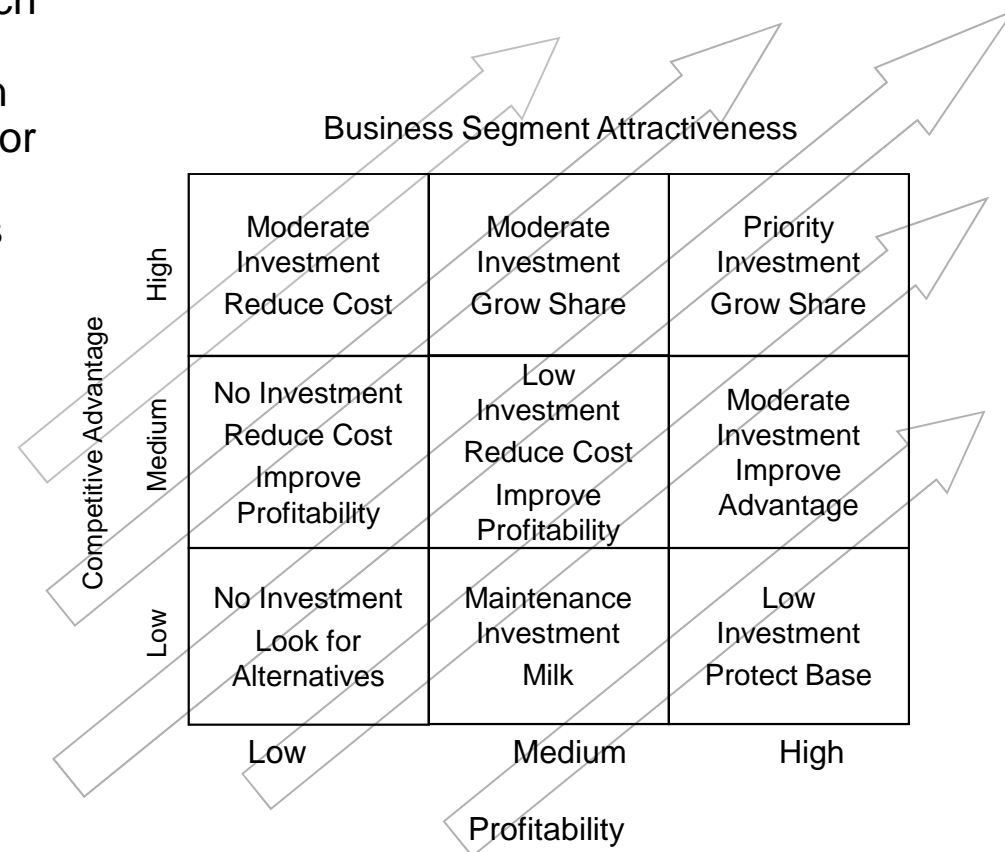 ch
n
or
s
Business Segment Attractiveness
Competitive Advantage
High
Moderate
Investment
Reduce Cost
Moderate
Investment
Grow Share
Priority
Investment
Grow Share
Medium
No Investment
Reduce Cost
Improve
Profitability
Low
Investment
Reduce Cost
Improve
Profitability
Moderate
Investment
Improve
Advantage
Low
No Investment
Look for
Alternatives
Maintenance
Investment
Milk
Low
Investment
Protect Base
Low
Medium
High
Profitability